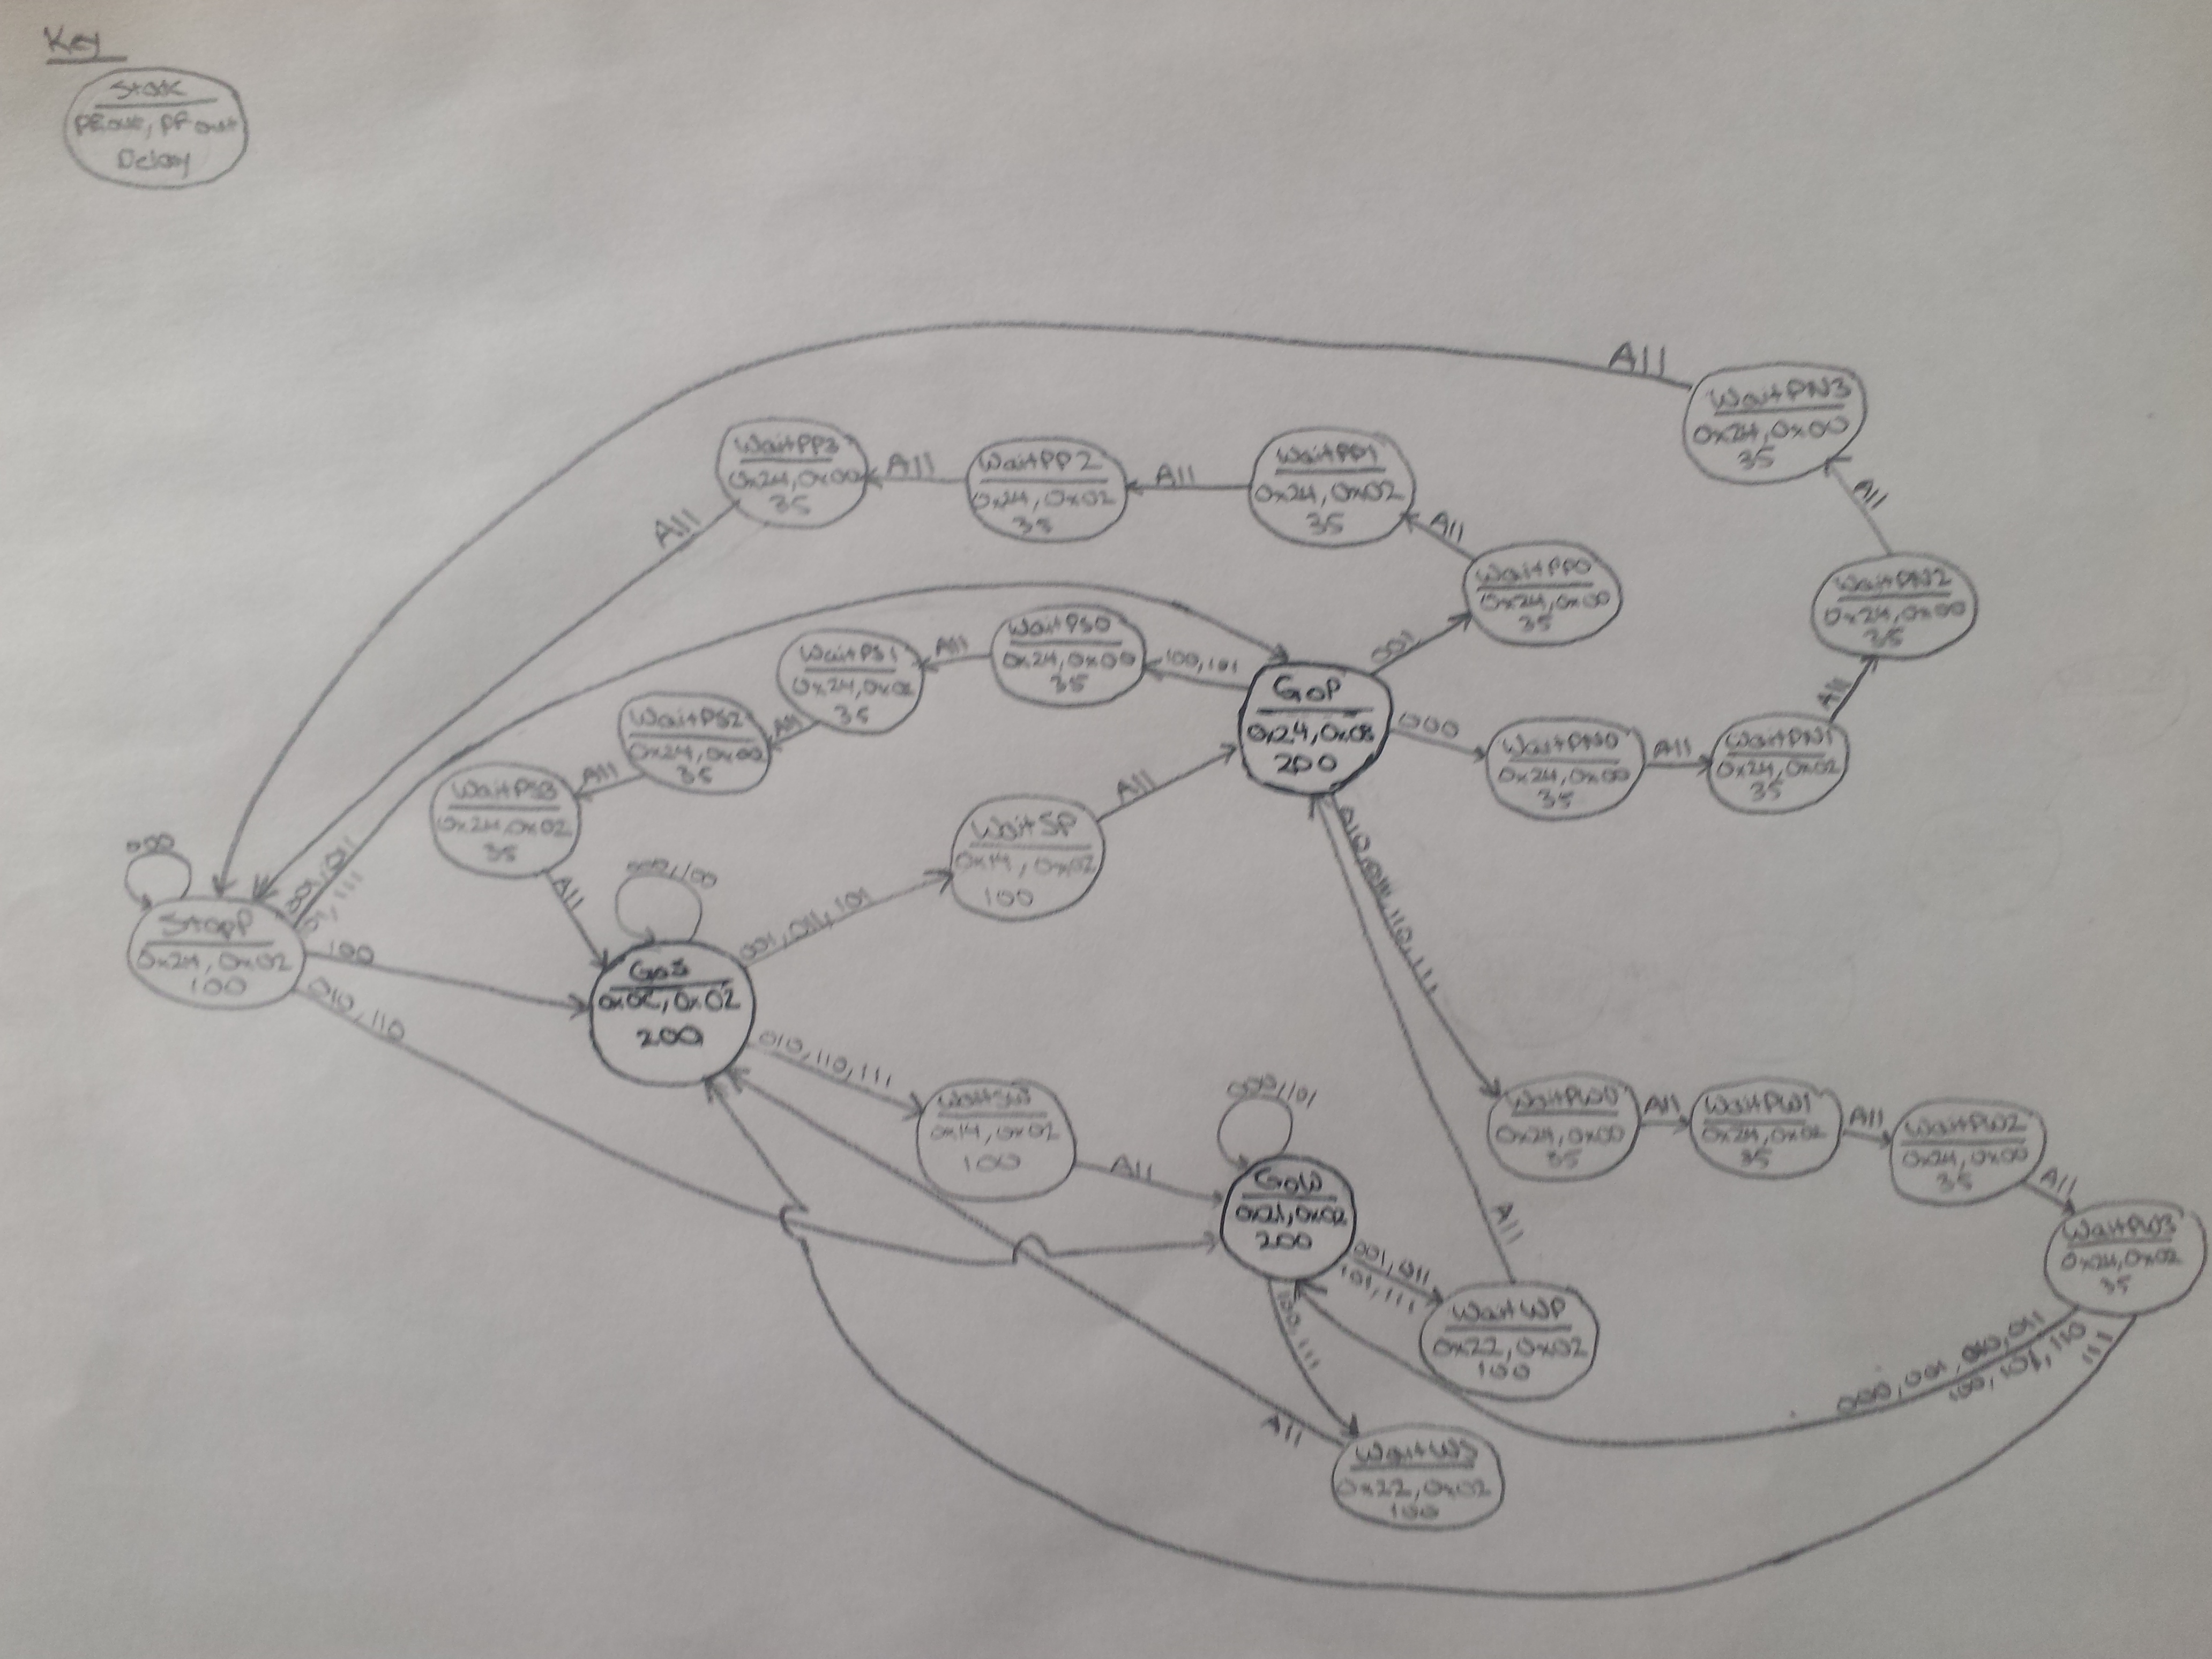 Key
State
PEout, PFout
Delay
All
WaitPN3
0x24, 0x00
35
All
WaitPP3
0x24, 0x00
35
All
WaitPP2
0x24, 0x02
35
All
WaitPP1
0x24, 0x02
35
All
WaitPP0
0x24, 0x00
35
001
All
WaitPN2
0x24, 0x00
35
All
WaitPS0
0x24, 0x00
35
100, 101
All
WaitPS1
0x24, 0x02
35
All
WaitPS2
0x24, 0x00
35
All
WaitPS3
0x24, 0x02
35
All
GoP
0x24, 0x08
200
000
WaitPN0
0x24, 0x00
35
All
WaitPN1
0x24, 0x02
35
WaitSP
0x14, 0x02
100
All
000
StopP
0x24, 0x02
100
001, 011
101, 111
100
010, 110
000, 100
GoS
0x0C, 0x02
200
001, 011, 101
010, 110, 111
WaitSW
0x14, 0x02
100
All
000, 101
GoW
0x21, 0x02
200
001, 011
101, 111
WaitWP
0x22, 0x02
100
All
100, 111
WaitWS
0x22, 0x02
100
All
010, 011, 110, 111
WaitPW0
0x24, 0x00
35
All
WaitPW1
0x24, 0x02
35
All
WaitPW2
0x24, 0x00
35
All
WaitPW3
0x24, 0x02
35
000, 001, 010, 011
100, 101, 110
111